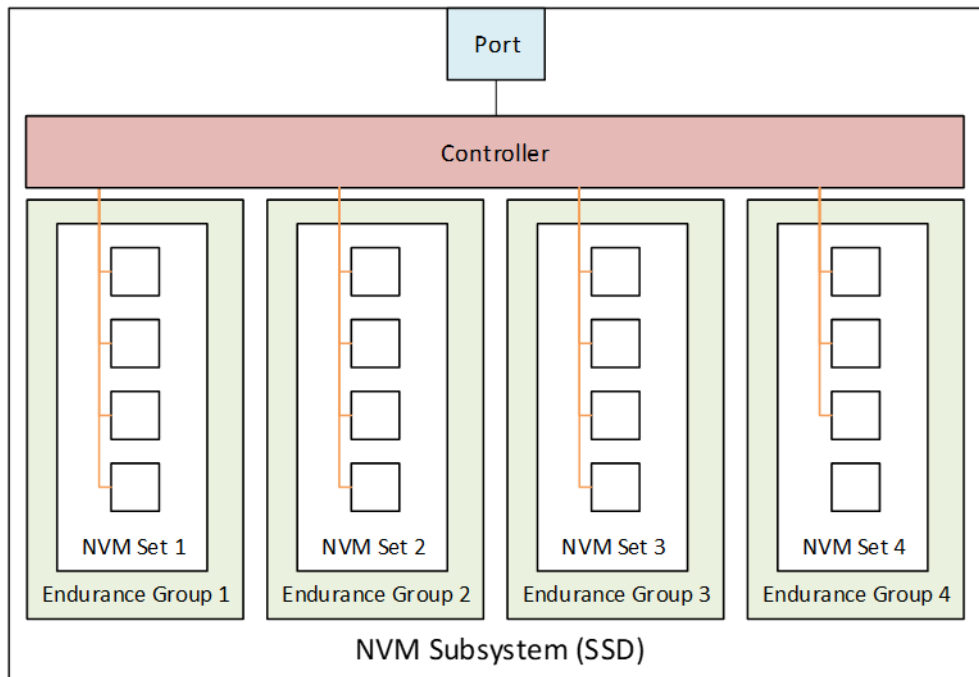 Port
Controller
NVM Set 1
NVM Set 2
NVM Set 3
NVM Set 4
Endurance Group 1
Endurance Group 2
Endurance Group 3
Endurance Group 4
NVM Subsystem (SSD)